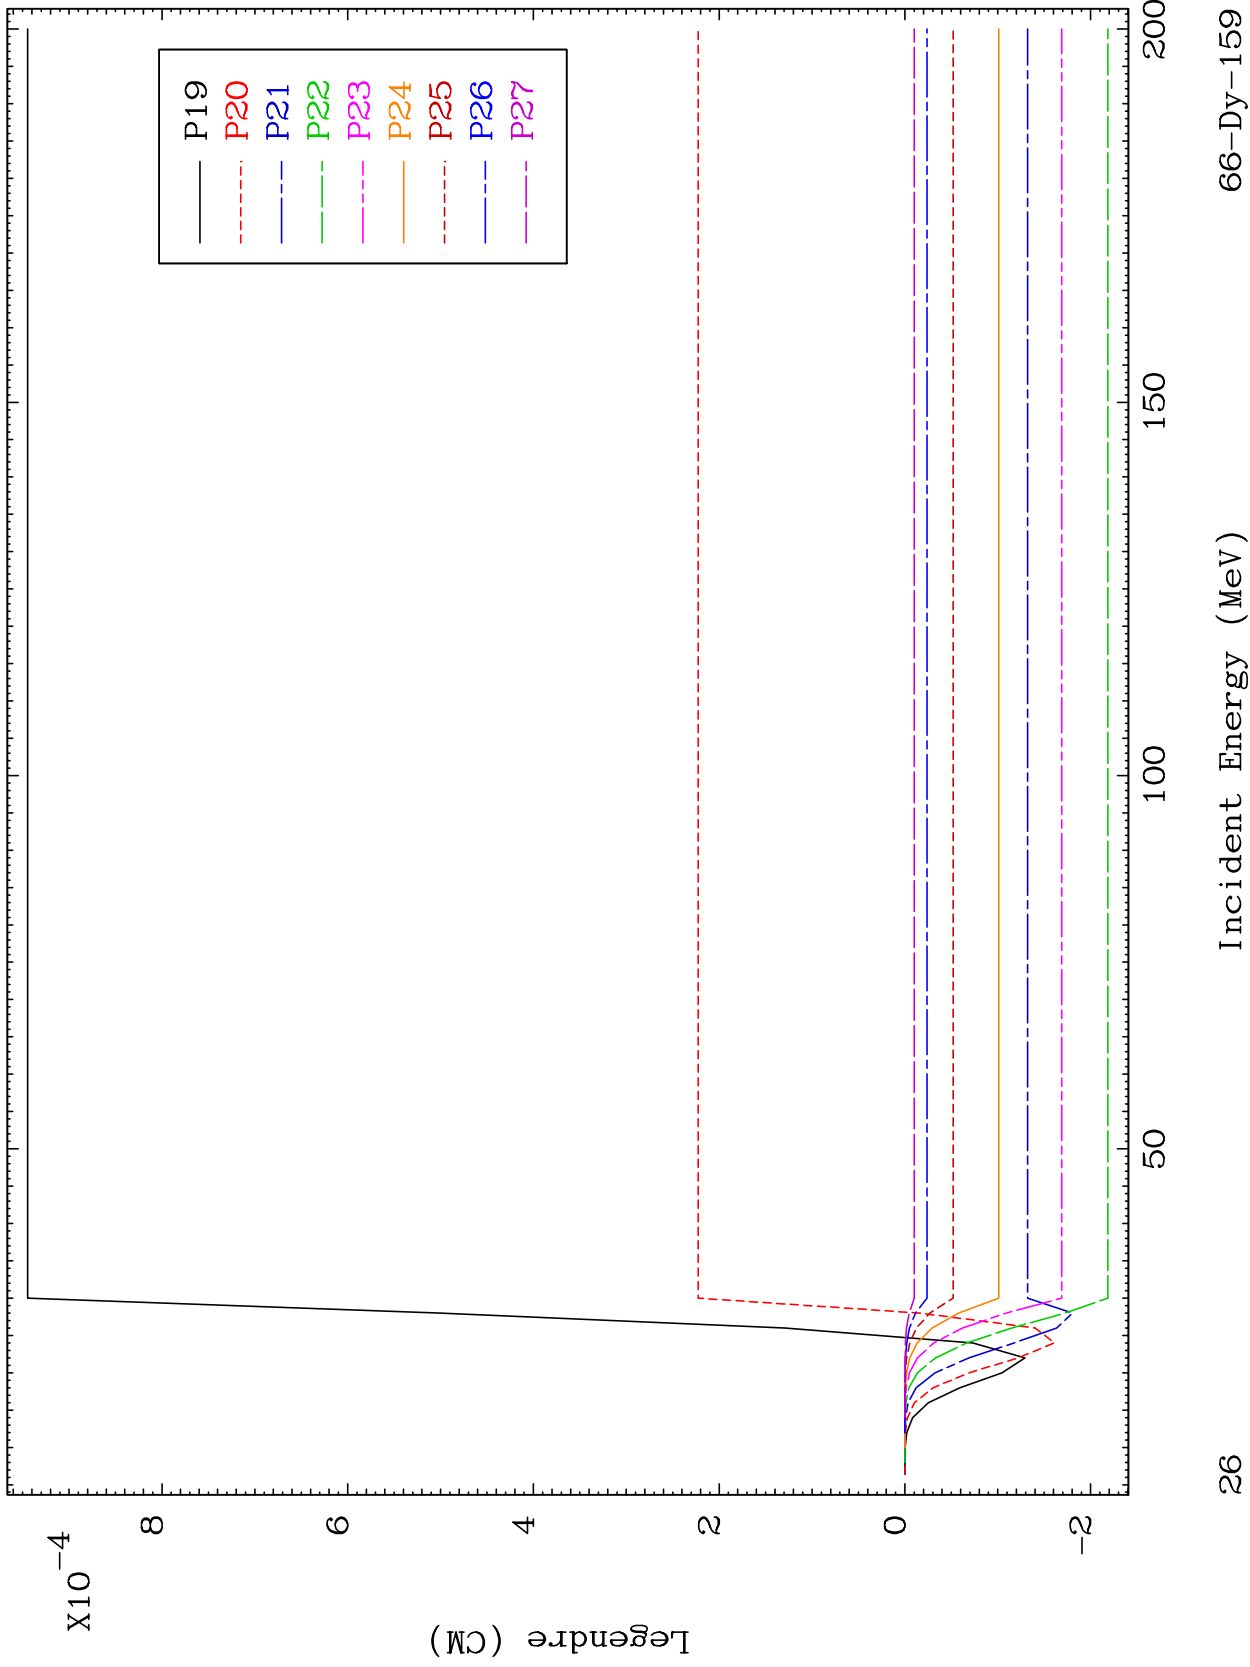 X10-4
8
6
4
2
0
-2
Legendre (CM)
P19
P20
P21
P22
P23
P24
P25
P26
P27
50
100
150
200
Incident Energy (MeV)
26
66-Dy-159